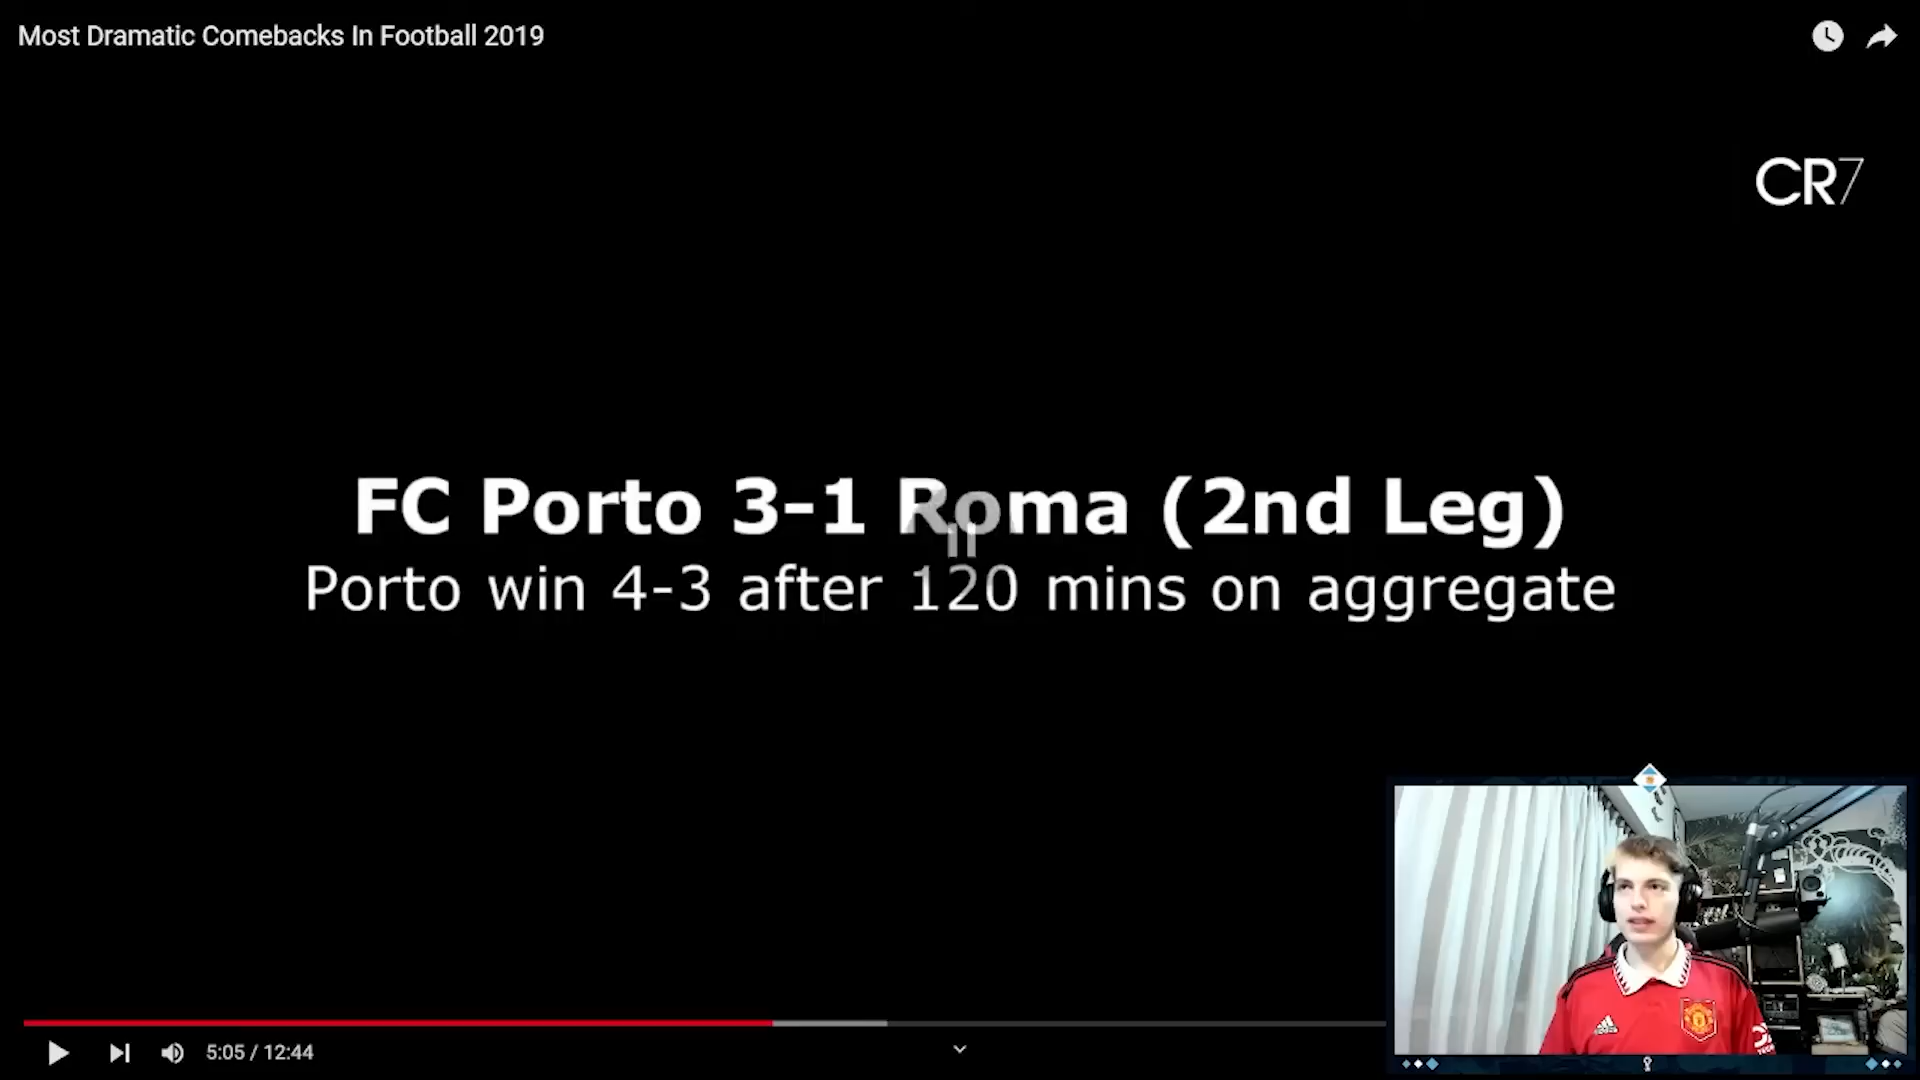 Most Dramatic Comebacks In Football 2019
CR7
FC Porto 3-1 Roma (2nd Leg)
Porto win 4-3 after 120 mins on aggregate
5:05 / 12:44
adidas